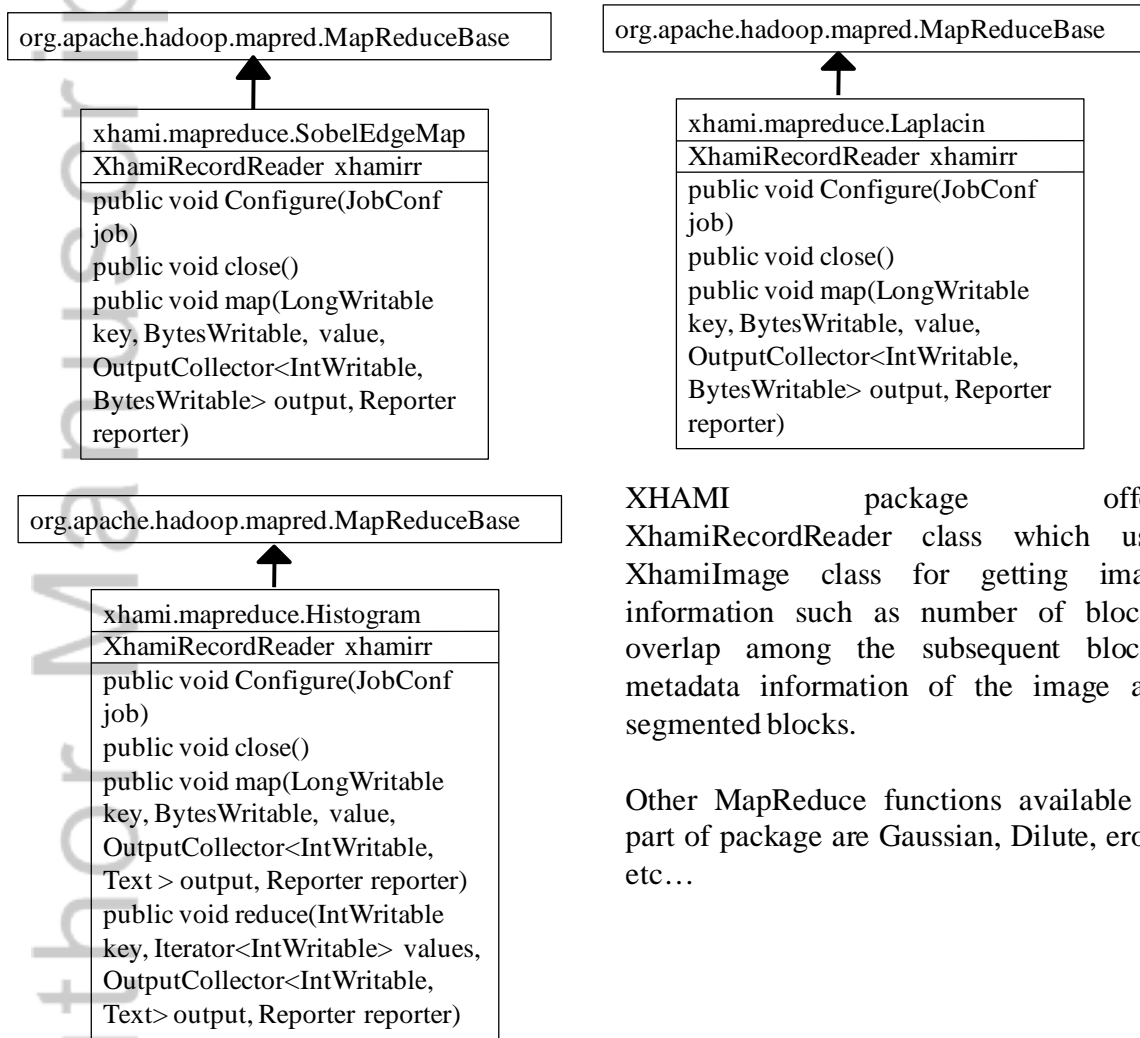 org.apache.hadoop.mapred.MapReduceBase
xhami.mapreduce.SobelEdgeMap
XhamiRecordReader xhamirr
public void Configure(JobConf
job)
public void close()
public void map(LongWritable
key, BytesWritable, value,
OutputCollector<IntWritable,
BytesWritable> output, Reporter
reporter)
org.apache.hadoop.mapred.MapReduceBase
xhami.mapreduce.Laplacin
XhamiRecordReader xhamirr
public void Configure(JobConf
job)
public void close()
public void map(LongWritable
key, BytesWritable, value,
OutputCollector<IntWritable,
BytesWritable> output, Reporter
reporter)
org.apache.hadoop.mapred.MapReduceBase
xhami.mapreduce.Histogram
XhamiRecordReader xhamirr
public void Configure(JobConf
job)
public void close()
public void map(LongWritable
key, BytesWritable, value,
OutputCollector<IntWritable,
Text > output, Reporter reporter)
public void reduce(IntWritable
key, Iterator<IntWritable> values,
OutputCollector<IntWritable,
Text> output, Reporter reporter)
XHAMI package
XhamiRecordReader class which
XhamiImage class for getting
information such as number of
overlap among the subsequent
metadata information of the image
segmented blocks.
Other MapReduce functions available
part of package are Gaussian, Dilute,
etc…